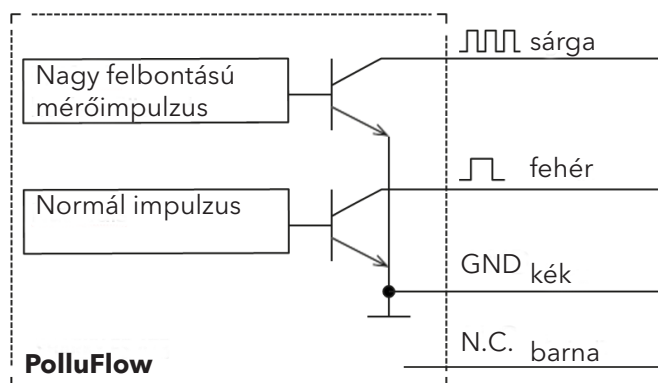 sárga
Nagy felbontású
mérőimpulzus
fehér
Normál impulzus
GND kék
N.C. barna
PolluFlow